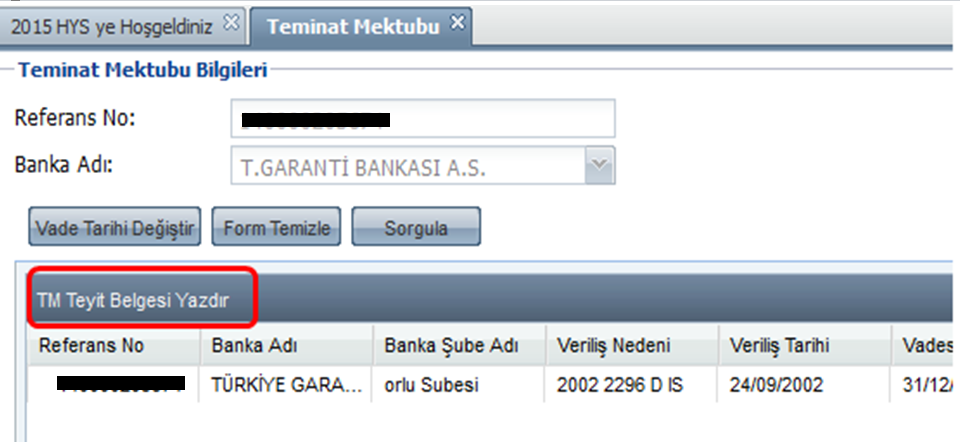 2015 HYS ye Hoşgeldiniz Teminat Mektubu
Teminat Mektubu Bilgileri
Referans No:
Banka Adı: T.GARANTİ BANKASI A.S.
Vade Tarihi Değiştir Form Temizle Sorgula
TM Teyit Belgesi Yazdır
Referans No Banka Adı Banka Şube Adı Veriliş Nedeni Veriliş Tarihi Vades
TÜRKİYE GARA... orlu Subesi 2002 2296 D IS 24/09/2002 31/12/